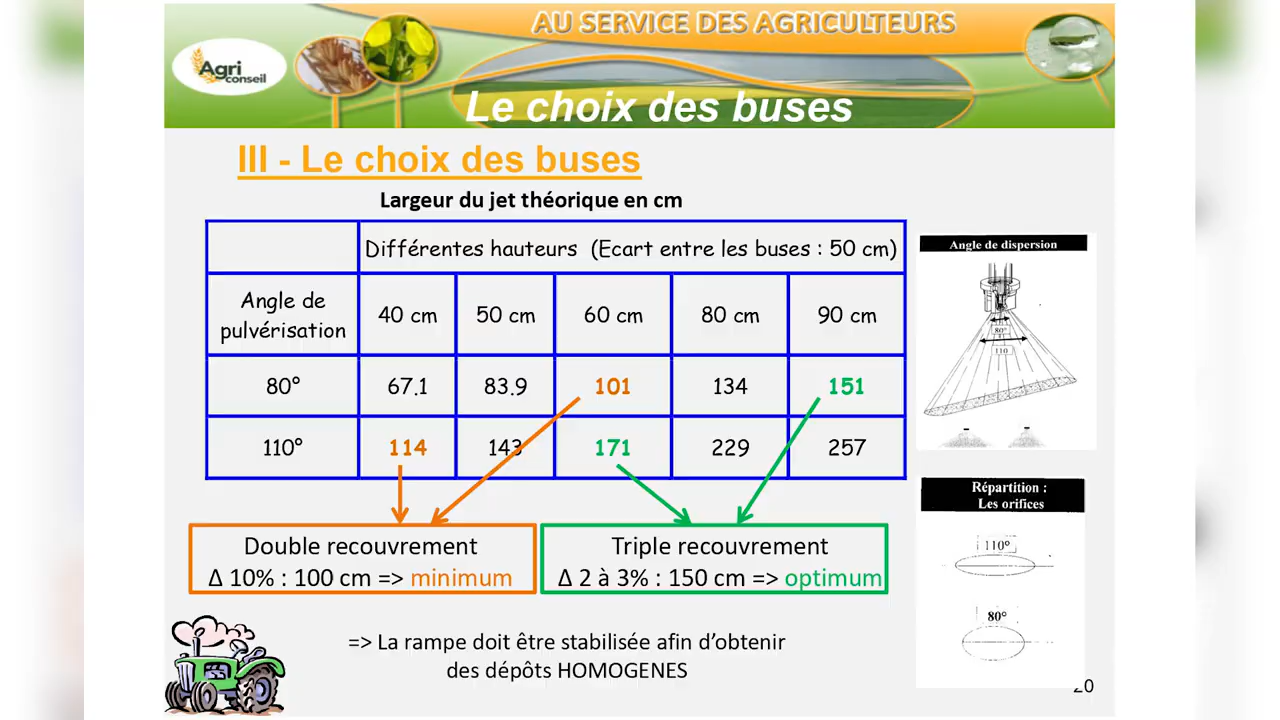 AU SERVICE DES AGRICULTEURS
Agri
conseil
Le choix des buses
III - Le choix des buses
Largeur du jet théorique en cm
Différentes hauteurs (Ecart entre les buses : 50 cm)
Angle de
pulvérisation
40 cm
50 cm
60 cm
80 cm
90 cm
80°
67.1
83.9
101
134
151
110°
114
143
171
229
257
Angle de dispersion
80°
110
Répartition :
Les orifices
110°
80°
Double recouvrement
Δ 10% : 100 cm => minimum
Triple recouvrement
Δ 2 à 3% : 150 cm => optimum
=> La rampe doit être stabilisée afin d’obtenir
des dépôts HOMOGENES
20